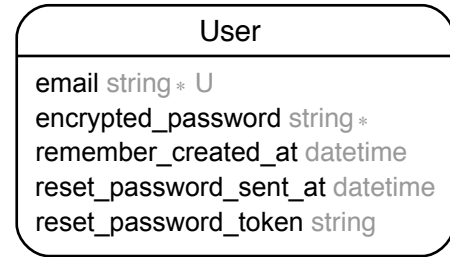 User
email string * U
encrypted_password string *
remember_created_at datetime
reset_password_sent_at datetime
reset_password_token string